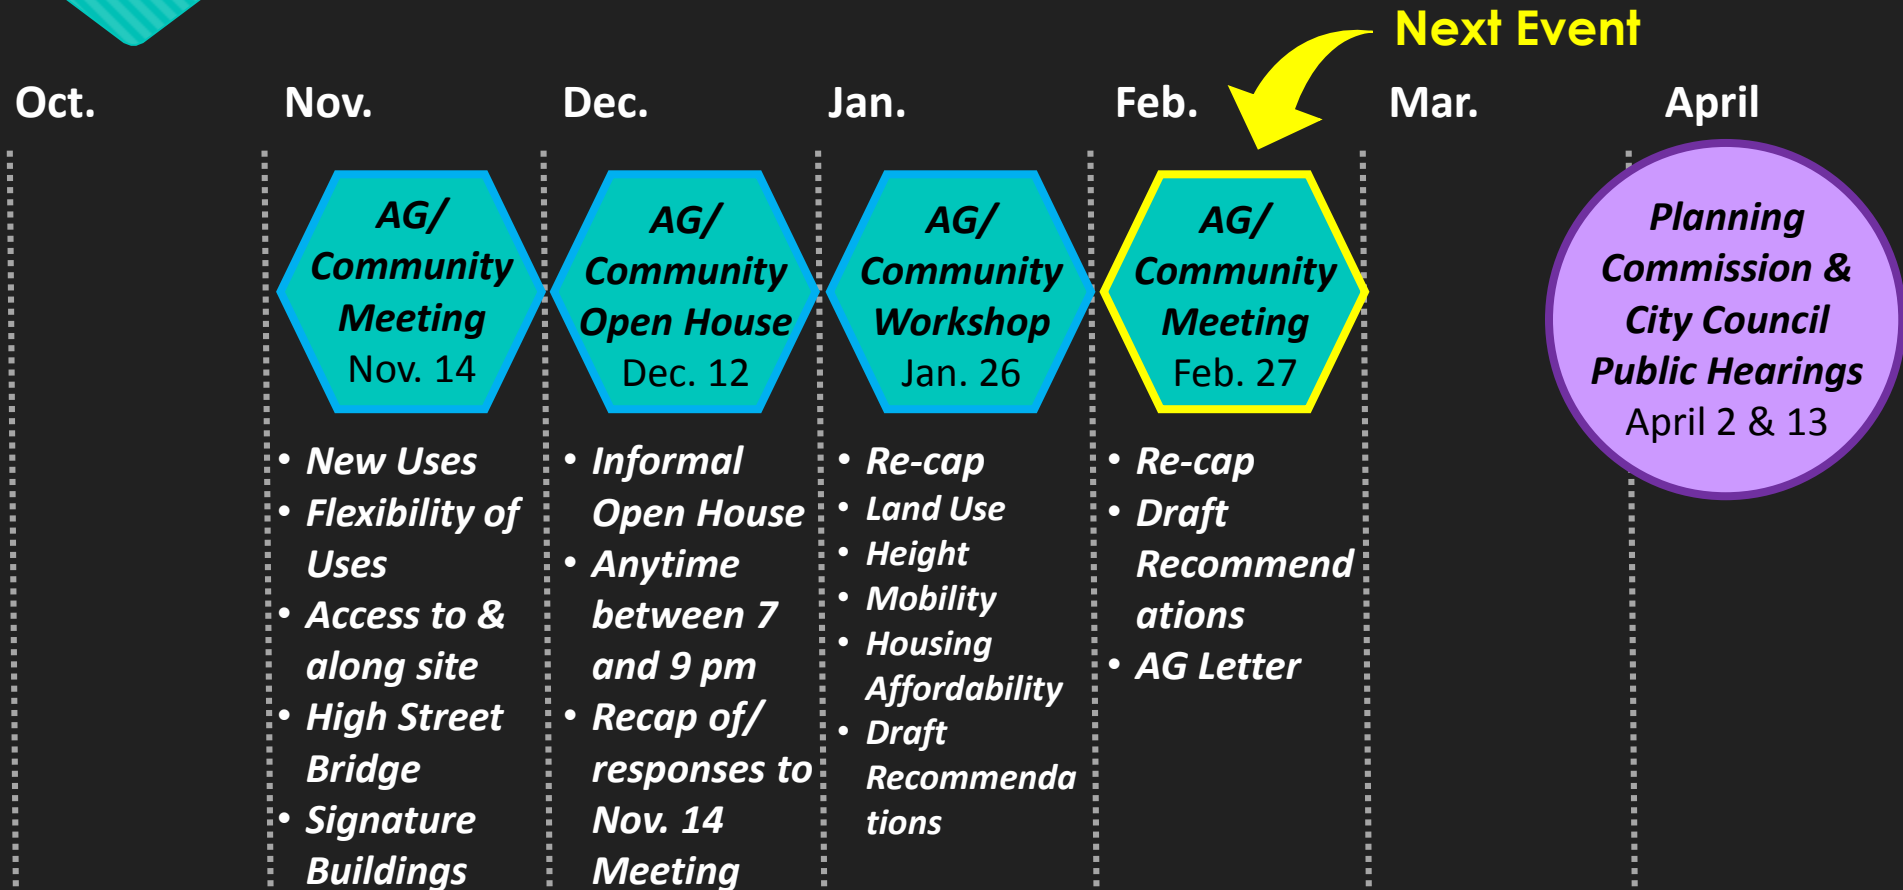 Next Event
Oct.
Nov.
Dec.
Jan.
Feb.
Mar.
April
AG/
Community
Meeting
Nov. 14
• New Uses
• Flexibility of
Uses
• Access to &
along site
• High Street
Bridge
• Signature
Buildings
AG/
Community
Open House
Dec. 12
• Informal
Open House
• Anytime
between 7
and 9 pm
• Recap of/
responses to
Nov. 14
Meeting
AG/
Community
Workshop
Jan. 26
• Re-cap
• Land Use
• Height
• Mobility
• Housing
Affordability
• Draft
Recommenda
tions
AG/
Community
Meeting
Feb. 27
• Re-cap
• Draft
Recommend
ations
• AG Letter
Planning
Commission &
City Council
Public Hearings
April 2 & 13